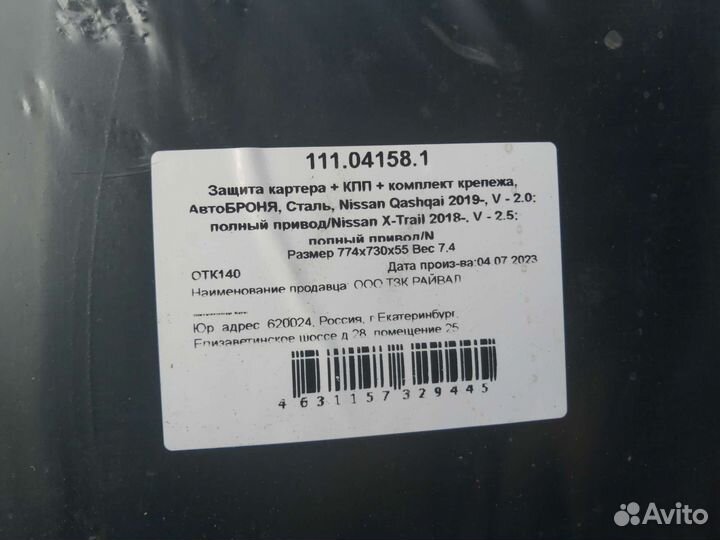 111.04158.1
Защита картера + КПП + комплект крепежа,
АвтоБРОНЯ, Сталь, Nissan Qashqai 2019-, V - 2.0;
полный привод/Nissan X-Trail 2018-, V - 2.5;
полный привод/N
Размер 774x730x55 Вес 7.4
ОТК140 Дата произ-ва:04.07.2023
Наименование продавца: ООО ТЗК РАЙВАЛ
Юр. адрес: 620024, Россия, г.Екатеринбург,
Елизаветинское шоссе д.28, помещение 25
4631157329445
Avito